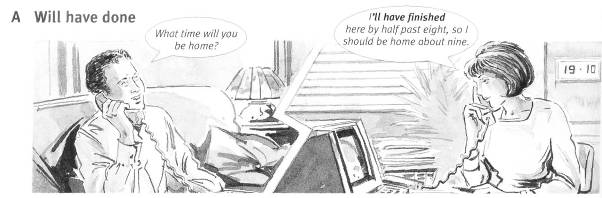 A Will have done
What time will you
be home?
I'll have finished
here by half past eight, so I
should be home about nine.
19·10